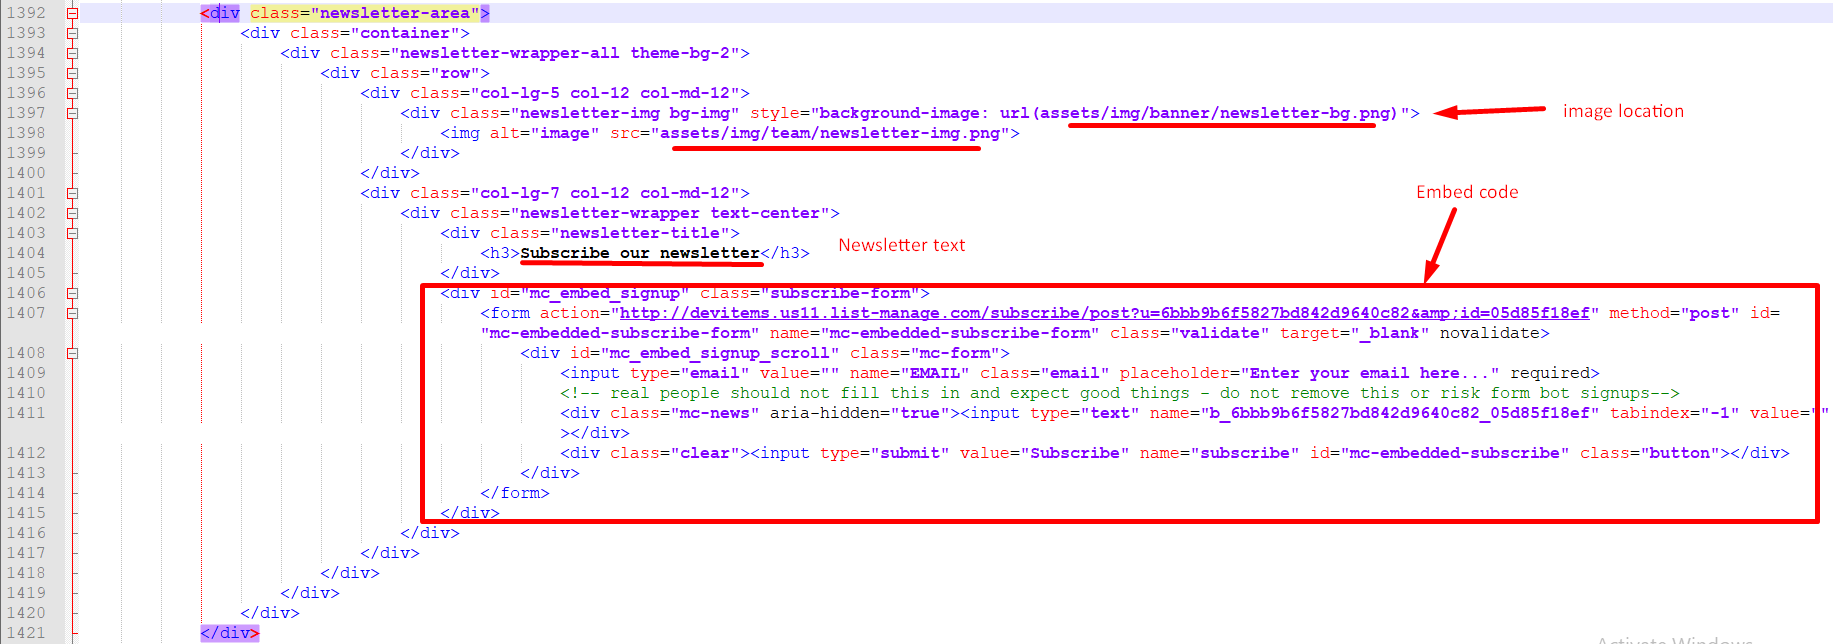 1392 <div class="newsletter-area">
1393 <div class="container">
1394 <div class="newsletter-wrapper-all theme-bg-2">
1395 <div class="row">
1396 <div class="col-lg-5 col-12 col-md-12">
1397 <div class="newsletter-img bg-img" style="background-image: url(assets/img/banner/newsletter-bg.png)"> image location
1398 <img alt="image" src="assets/img/team/newsletter-img.png">
1399 </div>
1400 </div>
1401 <div class="col-lg-7 col-12 col-md-12"> Embed code
1402 <div class="newsletter-wrapper text-center">
1403 <div class="newsletter-title">
1404 <h3>Subscribe our newsletter</h3> Newsletter text
1405 </div>
1406 <div id="mc_embed_signup" class="subscribe-form">
1407 <form action="http://devitems.us11.list-manage.com/subscribe/post?u=6bbb9b6f5827bd842d9640c82&amp;id=05d85f18ef" method="post" id=
"mc-embedded-subscribe-form" name="mc-embedded-subscribe-form" class="validate" target="_blank" novalidate>
1408 <div id="mc_embed_signup_scroll" class="mc-form">
1409 <input type="email" value="" name="EMAIL" class="email" placeholder="Enter your email here..." required>
1410 <!-- real people should not fill this in and expect good things - do not remove this or risk form bot signups-->
1411 <div class="mc-news" aria-hidden="true"><input type="text" name="b_6bbb9b6f5827bd842d9640c82_05d85f18ef" tabindex="-1" value=""
></div>
1412 <div class="clear"><input type="submit" value="Subscribe" name="subscribe" id="mc-embedded-subscribe" class="button"></div>
1413 </div>
1414 </form>
1415 </div>
1416 </div>
1417 </div>
1418 </div>
1419 </div>
1420 </div>
1421 </div>
Activate Windows